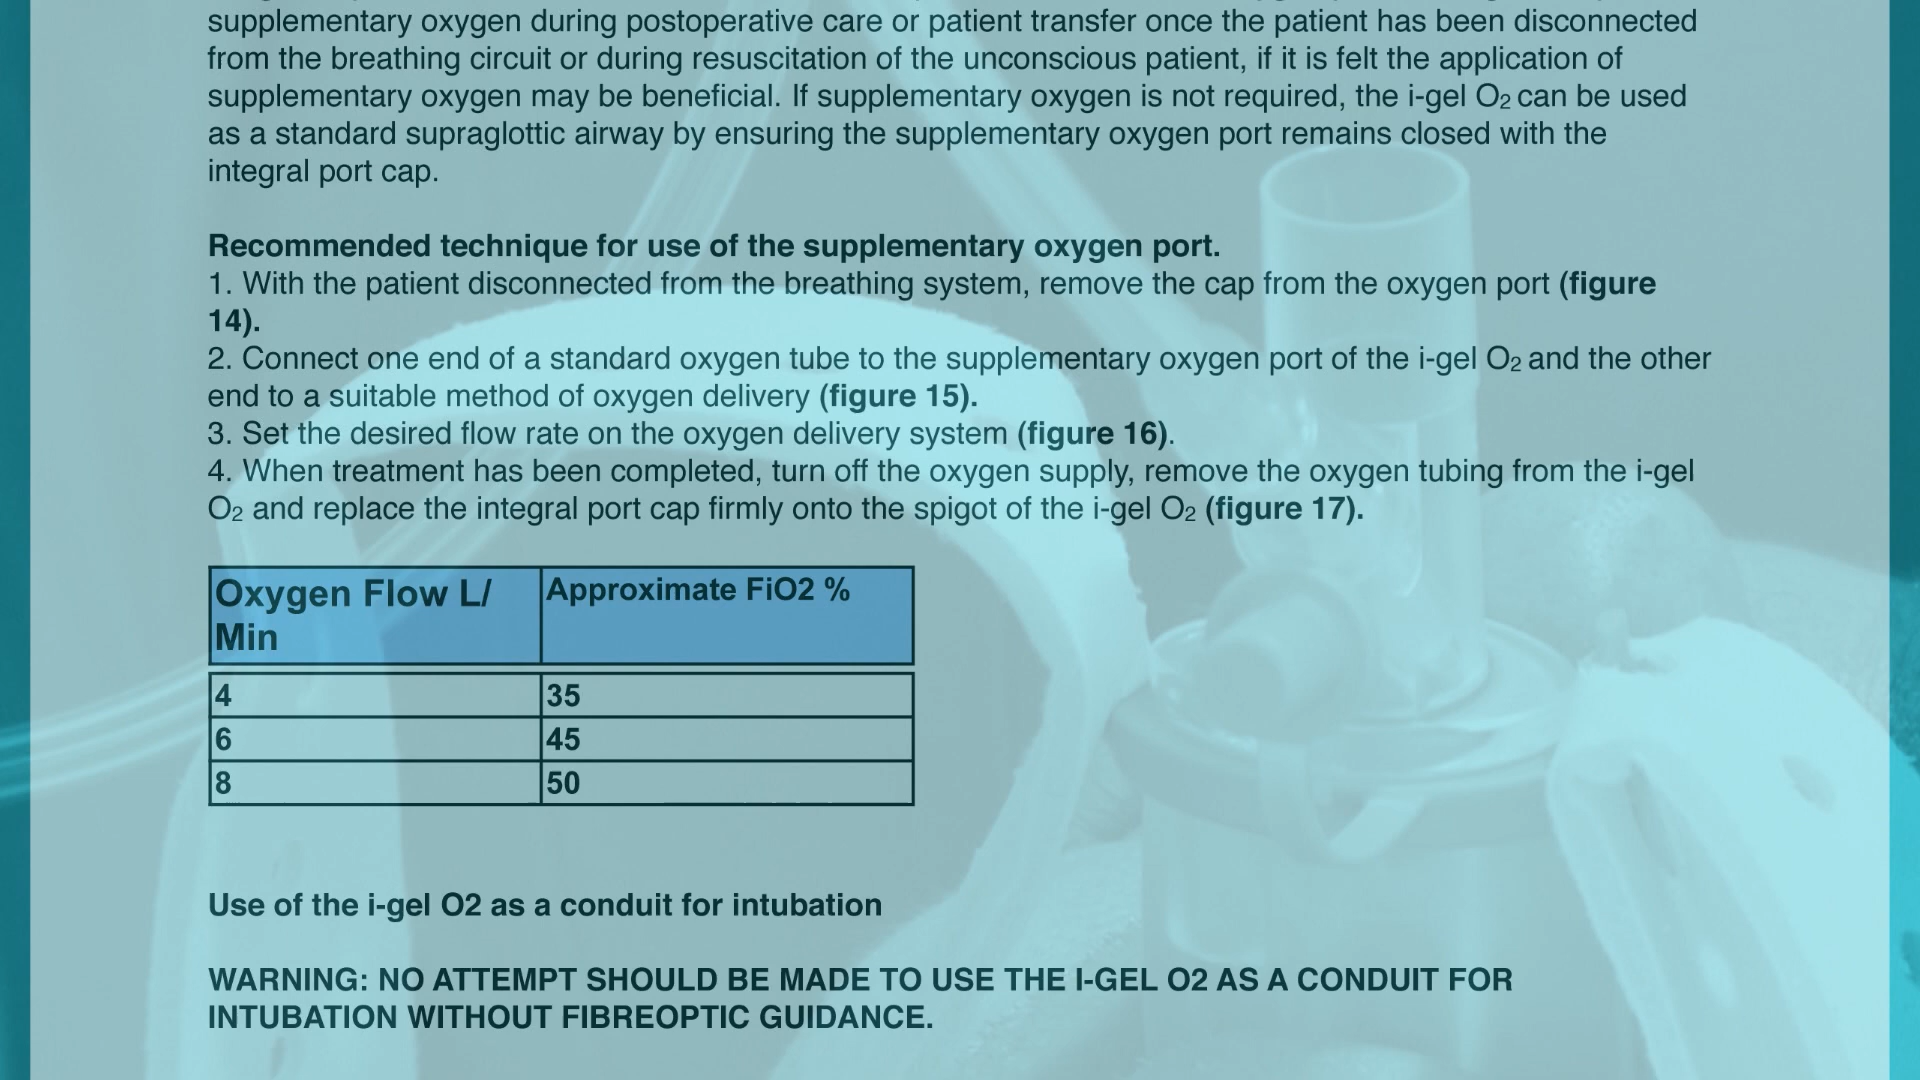 supplementary oxygen during postoperative care or patient transfer once the patient has been disconnected
from the breathing circuit or during resuscitation of the unconscious patient, if it is felt the application of
supplementary oxygen may be beneficial. If supplementary oxygen is not required, the i-gel O₂ can be used
as a standard supraglottic airway by ensuring the supplementary oxygen port remains closed with the
integral port cap.
Recommended technique for use of the supplementary oxygen port.
1. With the patient disconnected from the breathing system, remove the cap from the oxygen port (figure
14).
2. Connect one end of a standard oxygen tube to the supplementary oxygen port of the i-gel O₂ and the other
end to a suitable method of oxygen delivery (figure 15).
3. Set the desired flow rate on the oxygen delivery system (figure 16).
4. When treatment has been completed, turn off the oxygen supply, remove the oxygen tubing from the i-gel
O₂ and replace the integral port cap firmly onto the spigot of the i-gel O₂ (figure 17).
Oxygen Flow L/
Min
Approximate FiO2 %
4 35
6 45
8 50
Use of the i-gel O2 as a conduit for intubation
WARNING: NO ATTEMPT SHOULD BE MADE TO USE THE I-GEL O2 AS A CONDUIT FOR
INTUBATION WITHOUT FIBREOPTIC GUIDANCE.